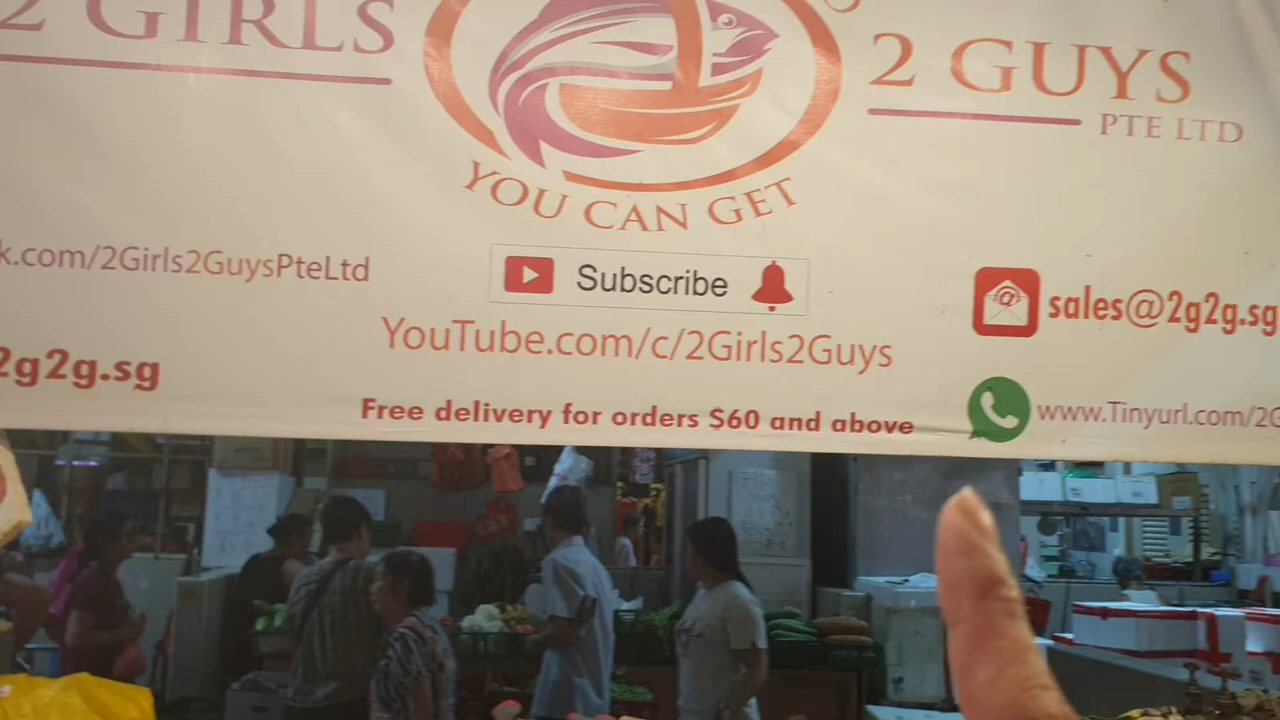 2 GIRLS
2 GUYS
PTE LTD
YOU CAN GET
k.com/2Girls2GuysPteLtd
Subscribe
sales@2g2g.sg
YouTube.com/c/2Girls2Guys
2g2g.sg
Free delivery for orders $60 and above
www.Tinyurl.com/2G